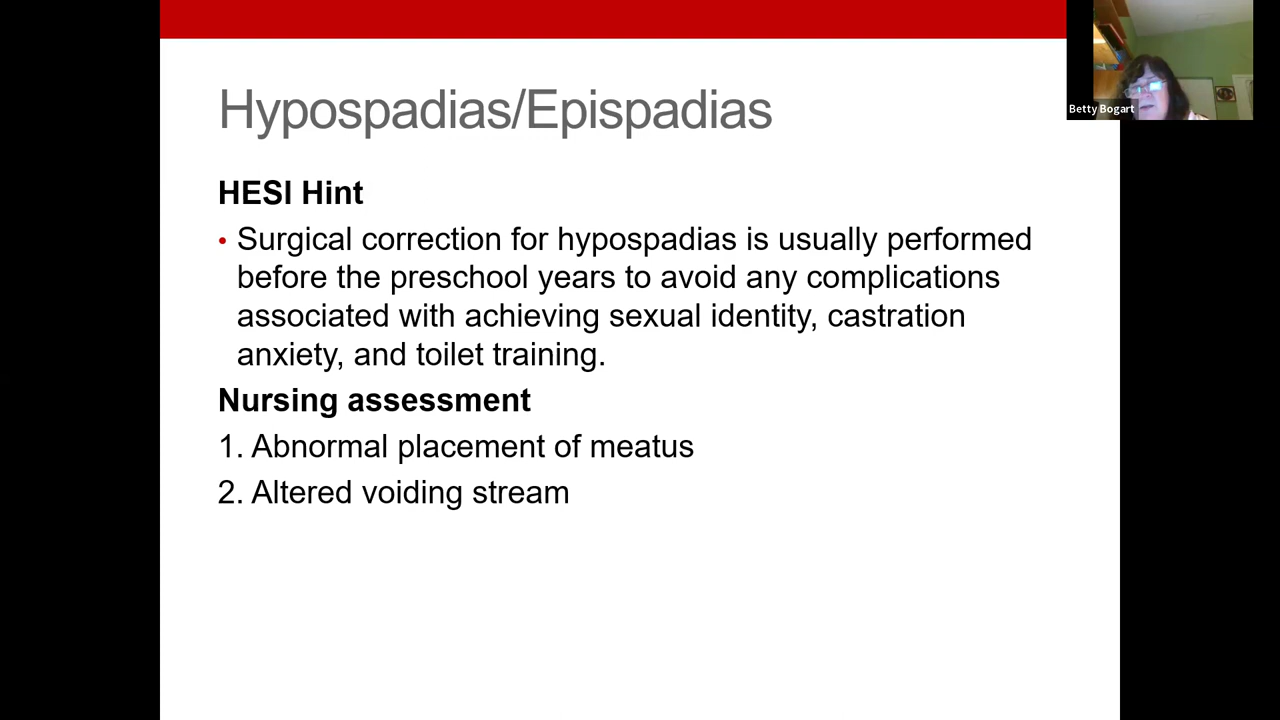 Betty Bogart
Hypospadias/Epispadias
HESI Hint
• Surgical correction for hypospadias is usually performed
before the preschool years to avoid any complications
associated with achieving sexual identity, castration
anxiety, and toilet training.
Nursing assessment
1. Abnormal placement of meatus
2. Altered voiding stream